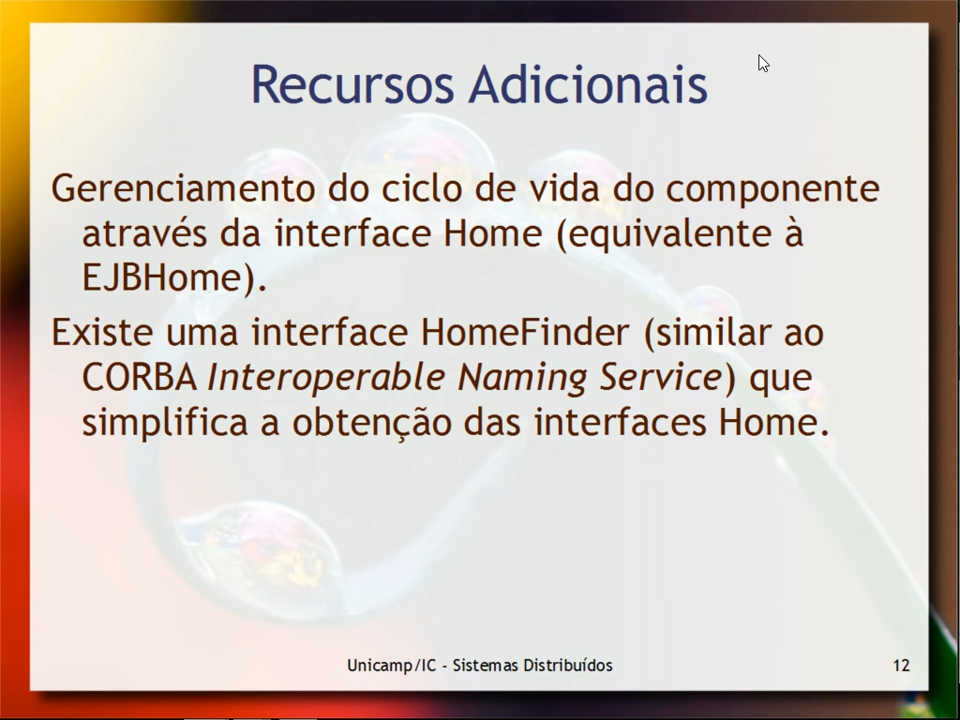 Recursos Adicionais
Gerenciamento do ciclo de vida do componente
através da interface Home (equivalente à
EJBHome).
Existe uma interface HomeFinder (similar ao
CORBA Interoperable Naming Service) que
simplifica a obtenção das interfaces Home.
Unicamp/IC - Sistemas Distribuídos
12